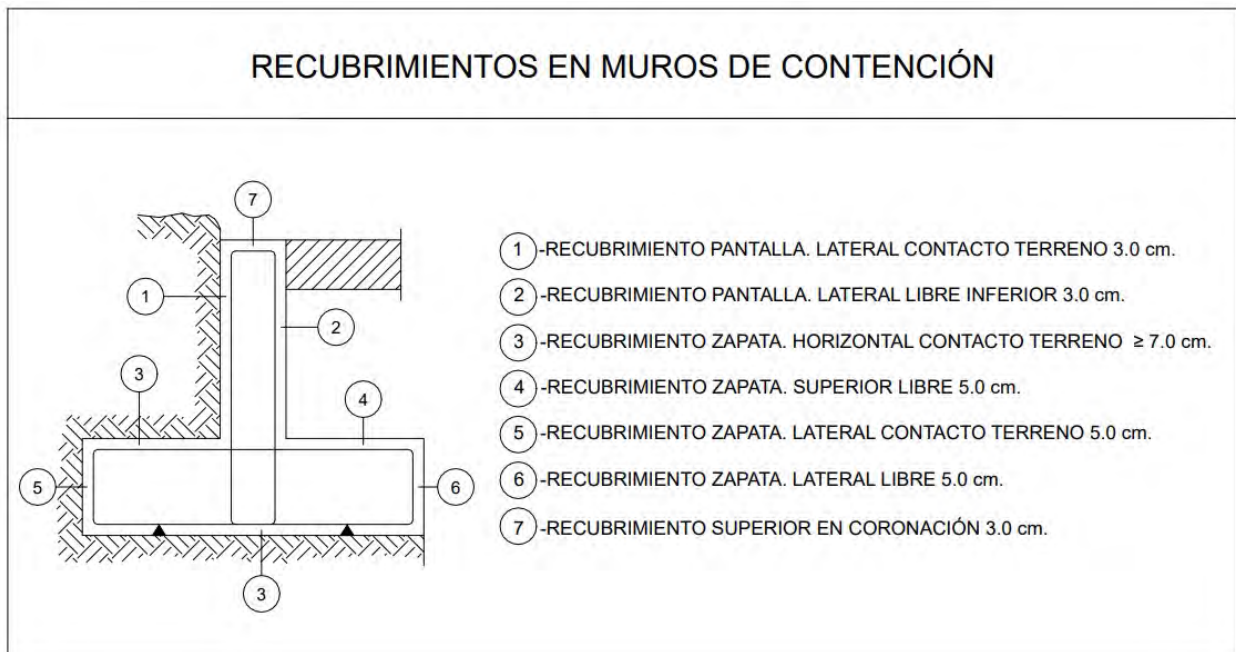 RECUBRIMIENTOS EN MUROS DE CONTENCIÓN
7
1
2
3
4
5
6
3
1 -RECUBRIMIENTO PANTALLA. LATERAL CONTACTO TERRENO 3.0 cm.
2 -RECUBRIMIENTO PANTALLA. LATERAL LIBRE INFERIOR 3.0 cm.
3 -RECUBRIMIENTO ZAPATA. HORIZONTAL CONTACTO TERRENO ≥ 7.0 cm.
4 -RECUBRIMIENTO ZAPATA. SUPERIOR LIBRE 5.0 cm.
5 -RECUBRIMIENTO ZAPATA. LATERAL CONTACTO TERRENO 5.0 cm.
6 -RECUBRIMIENTO ZAPATA. LATERAL LIBRE 5.0 cm.
7 -RECUBRIMIENTO SUPERIOR EN CORONACIÓN 3.0 cm.